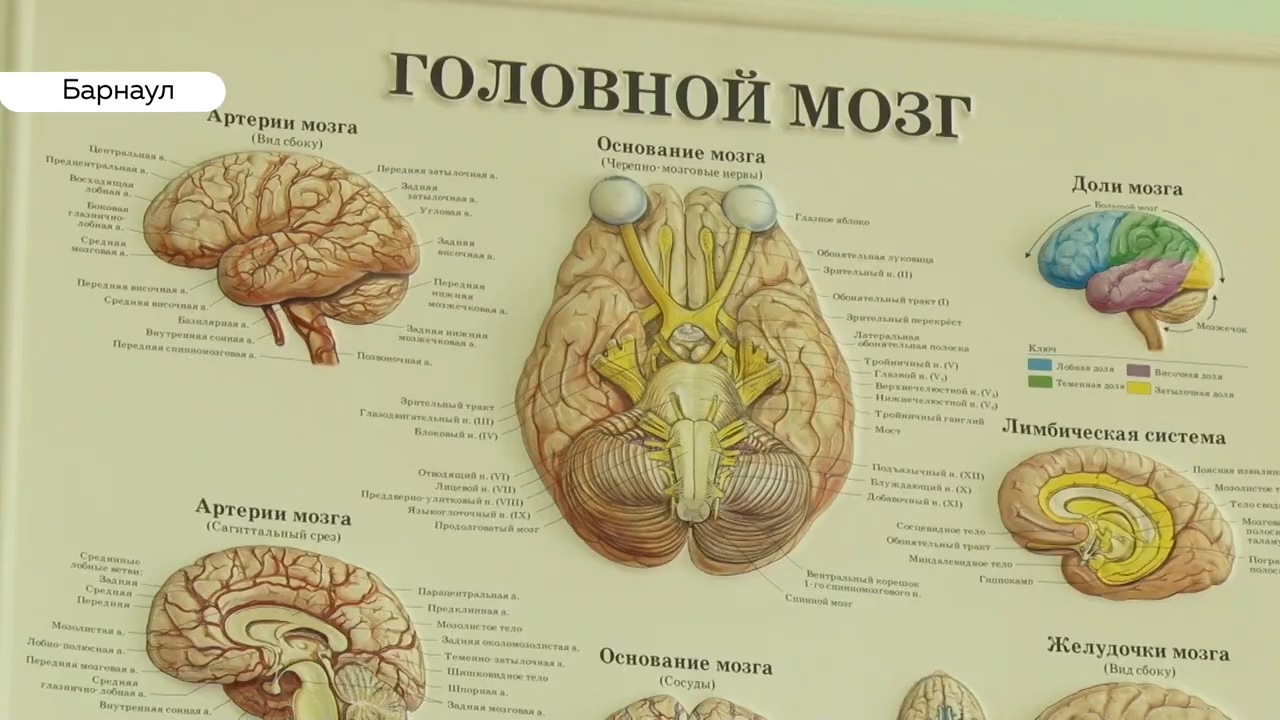 Барнаул
ГОЛОВНОЙ МОЗГ
Артерии мозга
(Вид сбоку)
Центральная а.
Предцентральная а.
Восходящая
лобная а.
Боковая
глазнично-
лобная а.
Средняя
мозговая а.
Передняя височная а.
Средняя височная а.
Базилярная а.
Внутренняя сонная а.
Передняя спинномозговая а.
Передняя затылочная а.
Задняя
затылочная а.
Угловая а.
Задняя
височная а.
Передняя
нижняя
мозжечковая а.
Задняя нижняя
мозжечковая а.
Позвоночная а.
Основание мозга
(Черепно-мозговые нервы)
Глазное яблоко
Обонятельная луковица
Зрительный н. (II)
Обонятельный тракт (I)
Зрительный перекрёст
Латеральная
обонятельная полоска
Тройничный н. (V)
Глазной н. (V₁)
Верхнечелюстной н. (V₂)
Нижнечелюстной н. (V₃)
Тройничный ганглий
Мост
Подъязычный н. (XII)
Блуждающий н. (X)
Добавочный н. (XI)
Зрительный тракт
Глазодвигательный н. (III)
Блоковый н. (IV)
Отводящий н. (VI)
Лицевой н. (VII)
Преддверно-улитковый н. (VIII)
Языкоглоточный н. (IX)
Продолговатый мозг
Вентральный корешок
1-го спинномозгового н.
Спинной мозг
Доли мозга
Большой мозг
Мозжечок
Ключ
Лобная доля
Височная доля
Теменная доля
Затылочная доля
Лимбическая система
Поясная извилин
Мозолистое т
Тело свод
Мозгов
полос
талам
Погра
полос
Сосцевидное тело
Обонятельный тракт
Миндалевидное тело
Гиппокамп
Артерии мозга
(Сагиттальный срез)
Срединные
лобные ветви:
Задняя
Средняя
Передняя
Мозолистая а.
Лобно-полюсная а.
Передняя мозговая а.
Средняя
глазнично-лобная а.
Внутренняя сонная а.
Парацентральная а.
Предклинная а.
Мозолистое тело
Задняя околомозолистая а.
Теменно-затылочная а.
Шишковидное тело
Шпорная а.
Задняя мозговая а.
Основание мозга
(Сосуды)
Желудочки мозга
(Вид сбоку)